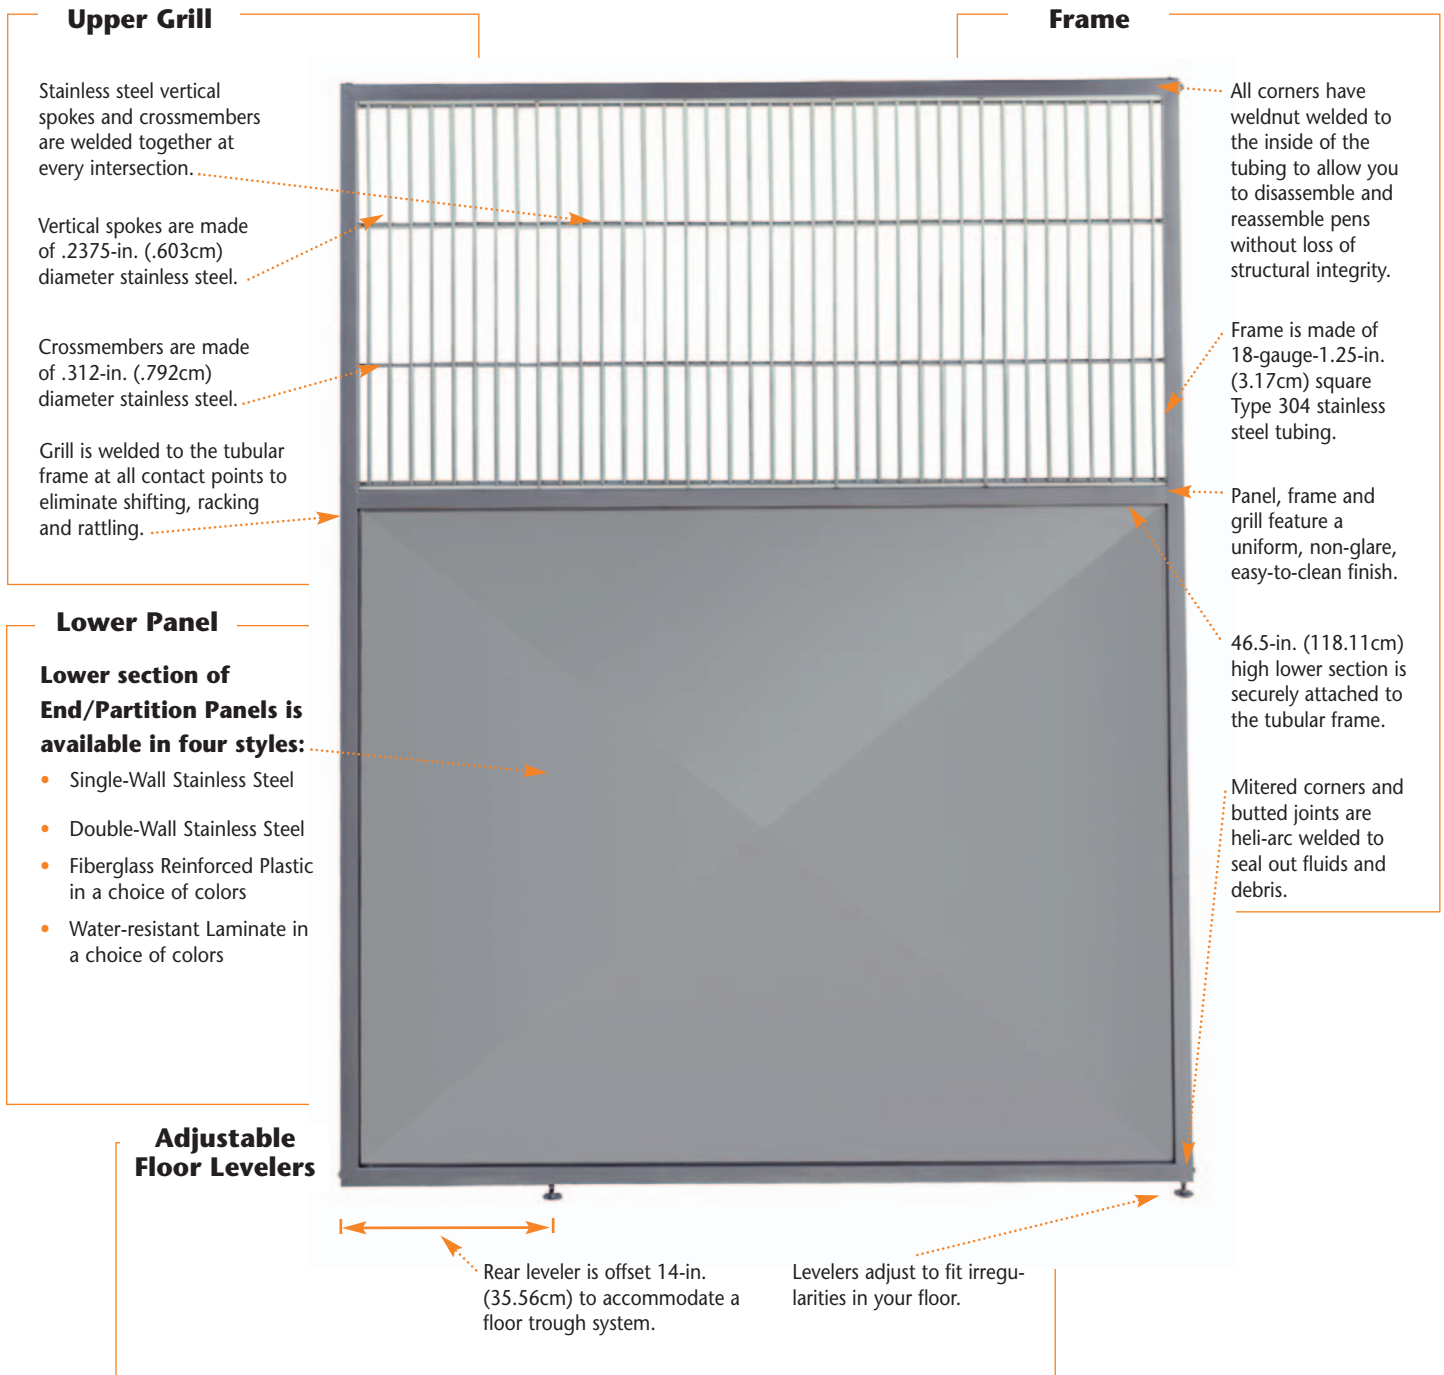 Upper Grill
Stainless steel vertical
spokes and crossmembers
are welded together at
every intersection.
Vertical spokes are made
of .2375-in. (.603cm)
diameter stainless steel.
Crossmembers are made
of .312-in. (.792cm)
diameter stainless steel.
Grill is welded to the tubular
frame at all contact points to
eliminate shifting, racking
and rattling.
Frame
All corners have
weldnut welded to
the inside of the
tubing to allow you
to disassemble and
reassemble pens
without loss of
structural integrity.
Frame is made of
18-gauge-1.25-in.
(3.17cm) square
Type 304 stainless
steel tubing.
Panel, frame and
grill feature a
uniform, non-glare,
easy-to-clean finish.
46.5-in. (118.11cm)
high lower section is
securely attached to
the tubular frame.
Mitered corners and
butted joints are
heli-arc welded to
seal out fluids and
debris.
Lower Panel
Lower section of
End/Partition Panels is
available in four styles:
• Single-Wall Stainless Steel
• Double-Wall Stainless Steel
• Fiberglass Reinforced Plastic
in a choice of colors
• Water-resistant Laminate in
a choice of colors
Adjustable
Floor Levelers
Rear leveler is offset 14-in.
(35.56cm) to accommodate a
floor trough system.
Levelers adjust to fit irregu-
larities in your floor.